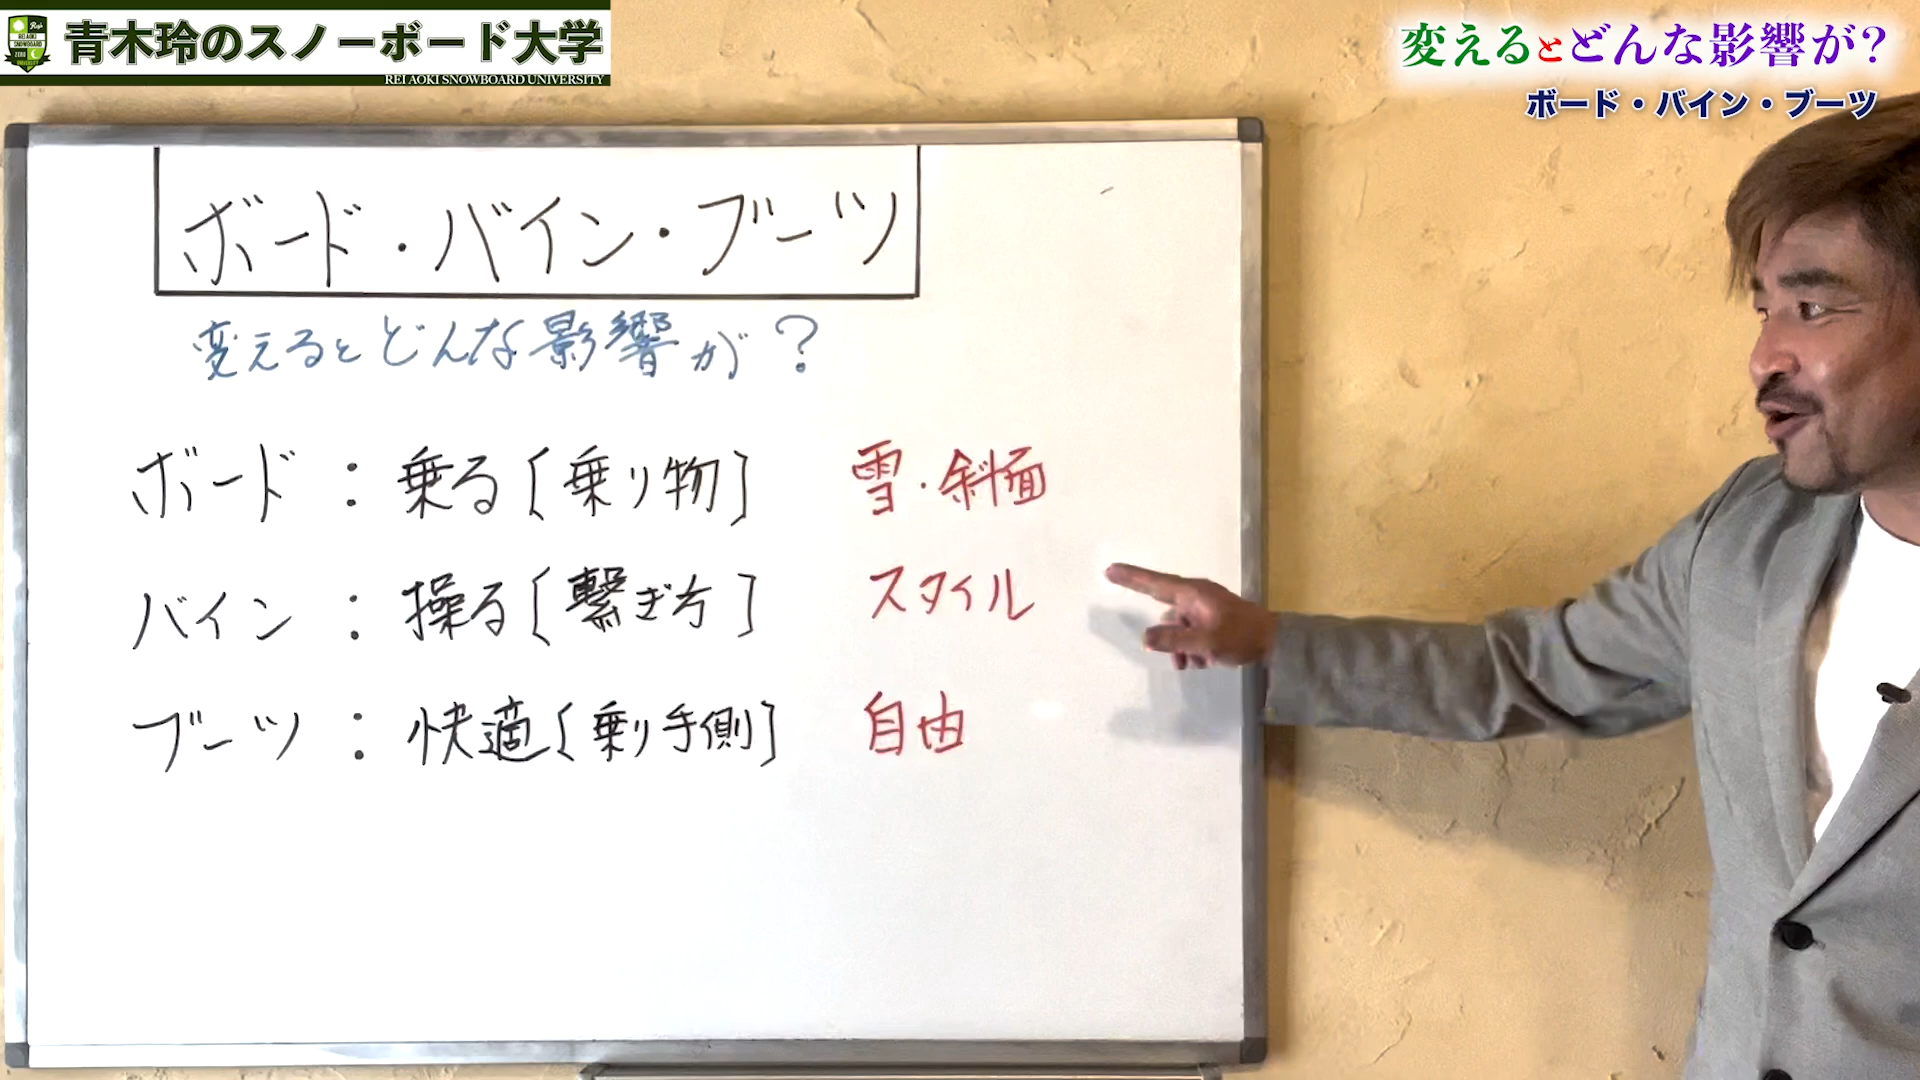 青木玲のスノーボード大学
REI AOKI SNOWBOARD UNIVERSITY
変えるとどんな影響が?
ボード・バイン・ブーツ
ボード・バイン・ブーツ
変えるとどんな影響が?
ボード:乗る[乗り物] 雪・斜面
バイン:操る[繋ぎ方] スタイル
ブーツ:快適[乗り手側] 自由